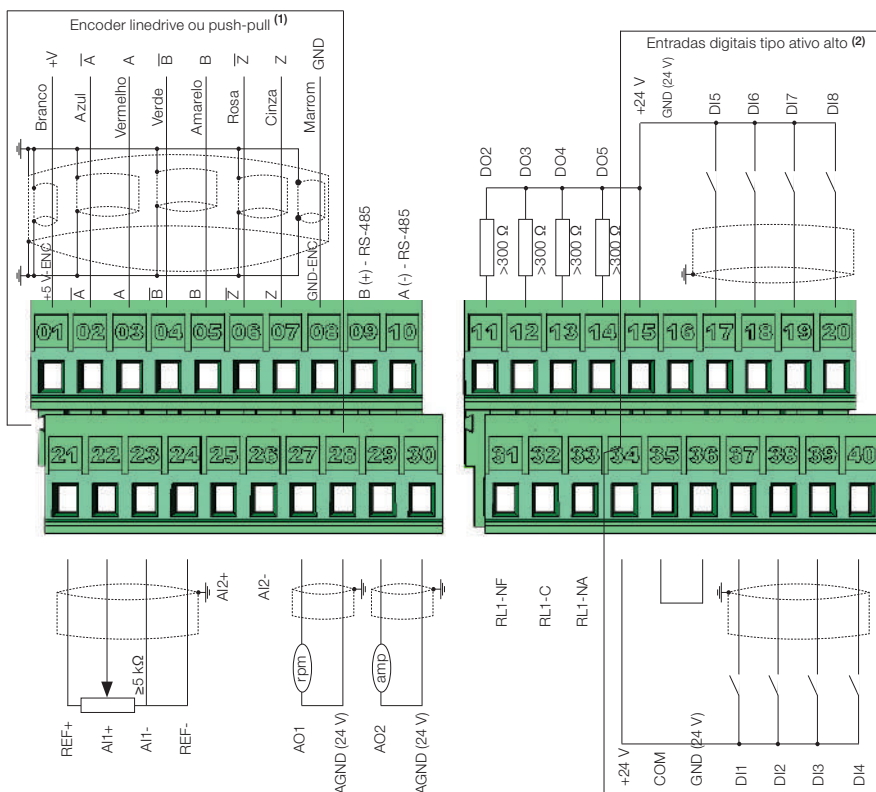 Encoder linedrive ou push-pull (1)
Branco
+V
Azul
A̅
Vermelho
A
Verde
B̅
Amarelo
B
Rosa
Z̅
Cinza
Z
Marrom
GND
+5 V-ENC
A̅
A
B̅
B
Z̅
Z
GND-ENC
B (+) - RS-485
A (-) - RS-485
01 02 03 04 05 06 07 08 09 10
21 22 23 24 25 26 27 28 29 30
≥5 kΩ
REF+
AI1+
AI1-
REF-
AI2+
AI2-
rpm
amp
AO1
AGND (24 V)
AO2
AGND (24 V)
Entradas digitais tipo ativo alto (2)
DO2
DO3
DO4
DO5
+24 V
GND (24 V)
DI5
DI6
DI7
DI8
>300 Ω
>300 Ω
>300 Ω
>300 Ω
11 12 13 14 15 16 17 18 19 20
31 32 33 34 35 36 37 38 39 40
RL1-NF
RL1-C
RL1-NA
+24 V
COM
GND (24 V)
DI1
DI2
DI3
DI4